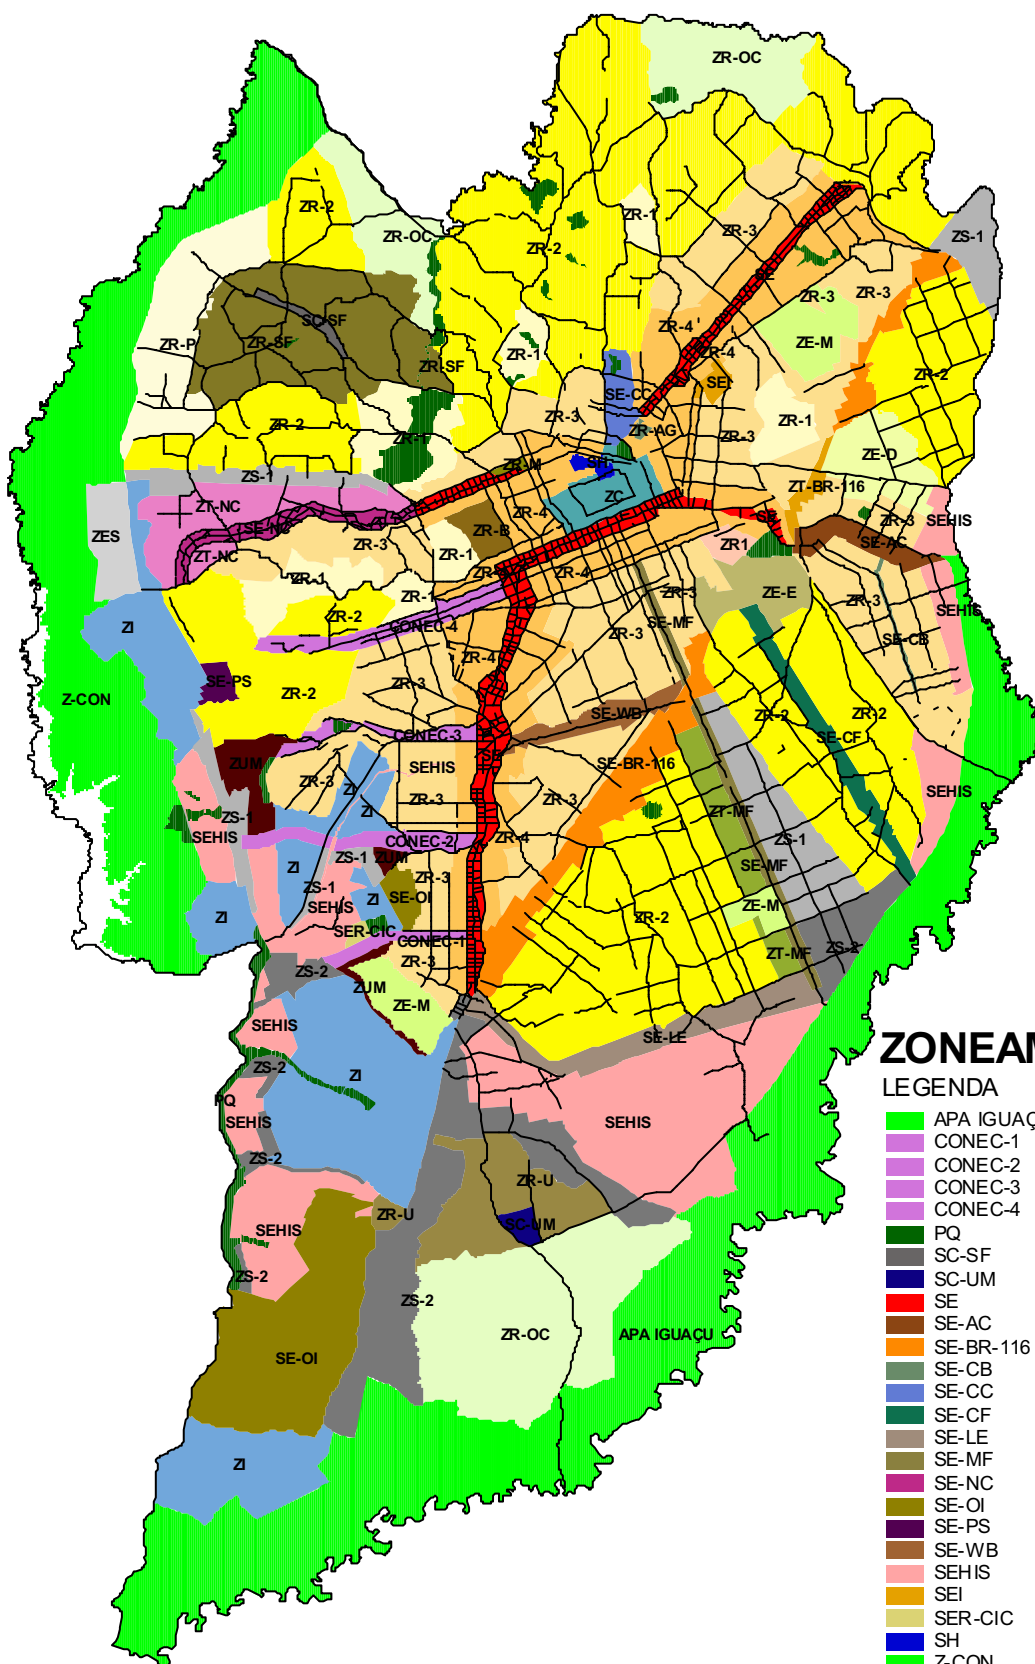 ZR-OC
ZR-2
ZR-1
ZR-OC
ZR-3
ZS-1
ZR-2
SE
SC-SF
ZR-3
ZR-3
ZR-P
ZR-SF
ZR-4
ZE-M
ZR-1
ZR-SF
ZR-4
ZR-2
SEI
SE-CC
ZR-3
ZR-1
ZR-2
ZR-AG
ZR-3
ZR-1
ZE-D
ZR-M
SH
ZS-1
ZT-BR-116
ZC
ZT-NC
ZR-4
ZR-3
SEHIS
SE
ZES
SE-NC
ZR-B
SE-AC
ZR-3
ZR1
ZT-NC
ZR-1
ZR-1
ZR-4
ZR-4
ZR-3
ZE-E
ZR-1
ZR-3
SEHIS
ZR-2
SE-MF
ZI
CONEC-4
ZR-3
SE-CB
ZR-4
SE-PS
ZR-3
Z-CON
ZR-2
SE-WB
ZR-2
ZR-2
CONEC-3
SE-CF
ZUM
SEHIS
SE-BR-116
ZR-3
ZI
SEHIS
ZR-3
ZR-3
ZI
ZT-MF
ZS-1
SEHIS
ZR-4
CONEC-2
ZS-1
ZS-1
ZUM
ZI
SE-MF
ZR-3
ZS-1
SE-OI
ZI
SEHIS
ZE-M
ZI
ZR-2
SER-CIC
CONEC-1
ZS-2
ZT-MF
ZR-3
ZS-2
ZUM
ZE-M
SEHIS
SE-LE
ZS-2
ZI
PQ
SEHIS
SEHIS
ZS-2
ZR-U
ZR-U
SC-UM
SEHIS
ZS-2
ZS-2
ZR-OC
APA IGUAÇU
SE-OI
ZI
ZONEAM
LEGENDA
APA IGUAÇ
CONEC-1
CONEC-2
CONEC-3
CONEC-4
PQ
SC-SF
SC-UM
SE
SE-AC
SE-BR-116
SE-CB
SE-CC
SE-CF
SE-LE
SE-MF
SE-NC
SE-OI
SE-PS
SE-WB
SEHIS
SEI
SER-CIC
SH
Z-CON